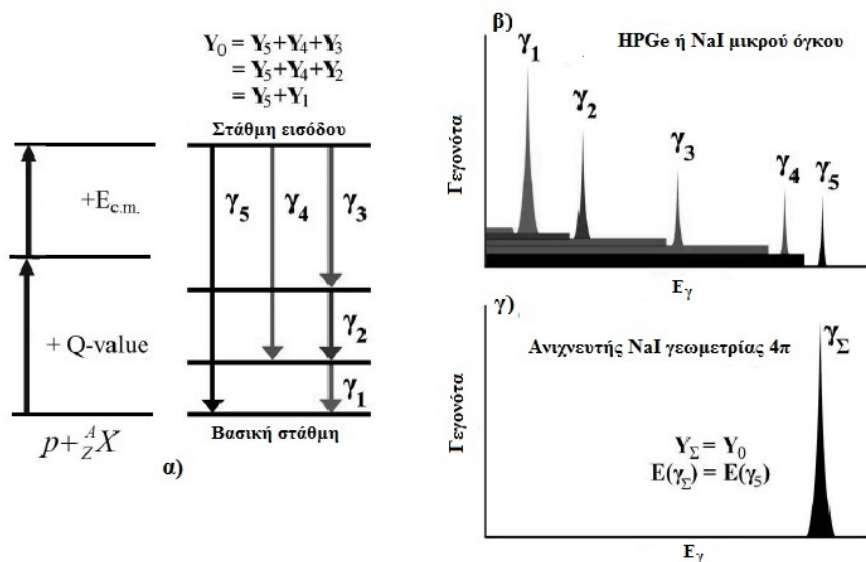 Y₀ = Y₅+Y₄+Y₃
= Y₅+Y₄+Y₂
= Y₅+Y₁
Στάθμη εισόδου
+E_c.m.
γ₅
γ₄
γ₃
+ Q-value
γ₂
γ₁
p+ᴬ_ZX
Βασική στάθμη
α)
β)
HPGe ή NaI μικρού όγκου
γ₁
γ₂
γ₃
γ₄
γ₅
Γεγονότα
E_γ
γ)
Ανιχνευτής NaI γεωμετρίας 4π
γ_Σ
Γεγονότα
Y_Σ = Y₀
E(γ_Σ) = E(γ₅)
E_γ